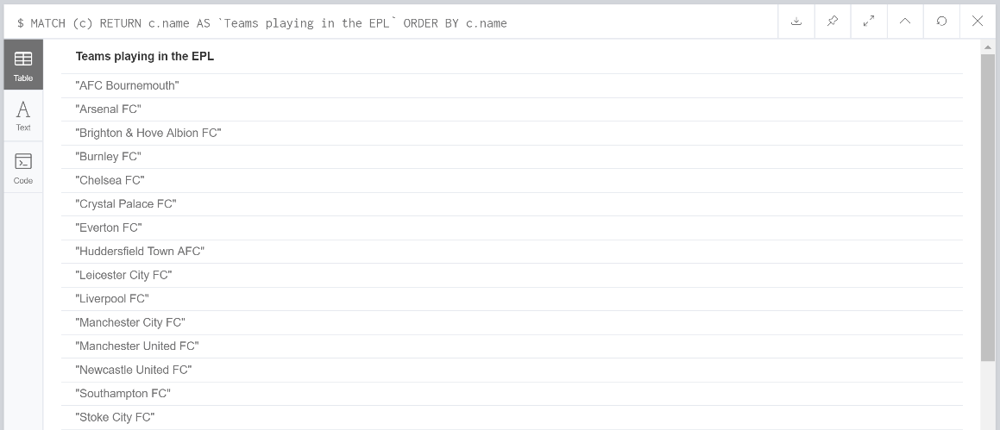 $ MATCH (c) RETURN c.name AS `Teams playing in the EPL` ORDER BY c.name
Table
Text
Code
Teams playing in the EPL
"AFC Bournemouth"
"Arsenal FC"
"Brighton & Hove Albion FC"
"Burnley FC"
"Chelsea FC"
"Crystal Palace FC"
"Everton FC"
"Huddersfield Town AFC"
"Leicester City FC"
"Liverpool FC"
"Manchester City FC"
"Manchester United FC"
"Newcastle United FC"
"Southampton FC"
"Stoke City FC"